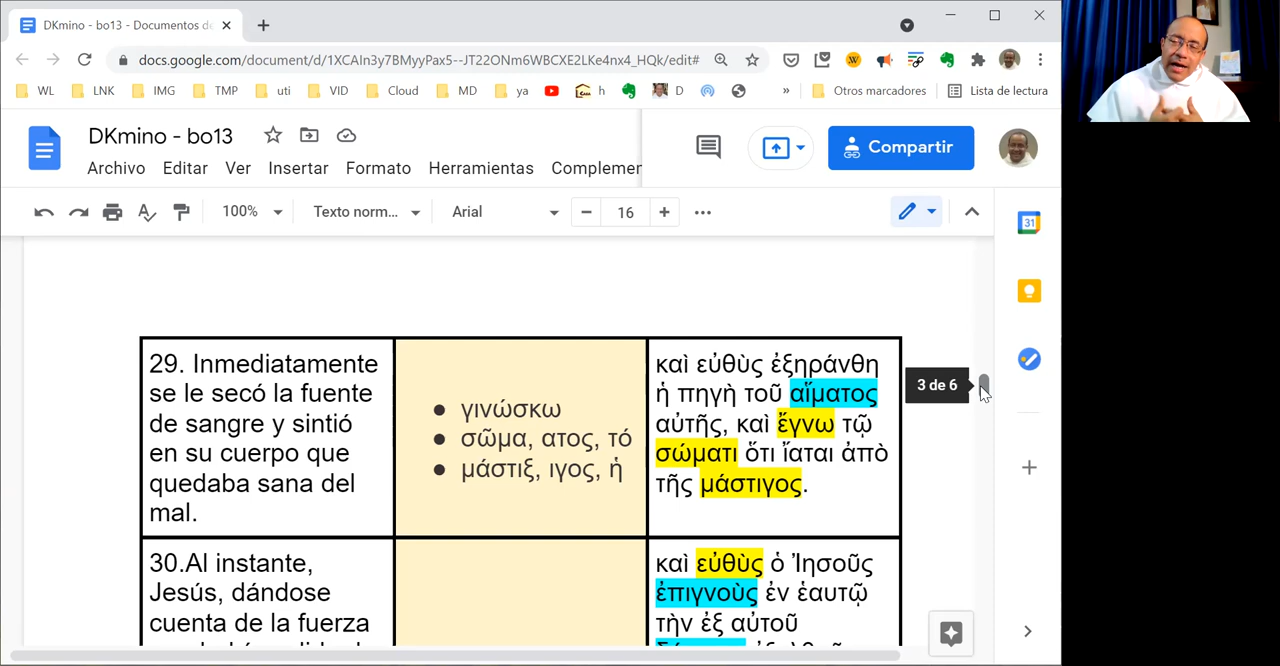 DKmino - bo13 - Documentos de
docs.google.com/document/d/1XCAIn3y7BMyyPax5--JT22ONm6WBCXE2LKe4nx4_HQk/edit#
WL LNK IMG TMP uti VID Cloud MD ya h D » Otros marcadores Lista de lectura
DKmino - bo13
Archivo Editar Ver Insertar Formato Herramientas Complemen
Compartir
100% Texto norm... Arial 16
31
29. Inmediatamente
se le secó la fuente
de sangre y sintió
en su cuerpo que
quedaba sana del
mal.
• γινώσκω
• σῶμα, ατος, τό
• μάστιξ, ιγος, ἡ
καὶ εὐθὺς ἐξηράνθη
ἡ πηγὴ τοῦ αἵματος
αὐτῆς, καὶ ἔγνω τῷ
σώματι ὅτι ἴαται ἀπὸ
τῆς μάστιγος.
3 de 6
30.Al instante,
Jesús, dándose
cuenta de la fuerza
καὶ εὐθὺς ὁ Ἰησοῦς
ἐπιγνοὺς ἐν ἑαυτῷ
τὴν ἐξ αὐτοῦ